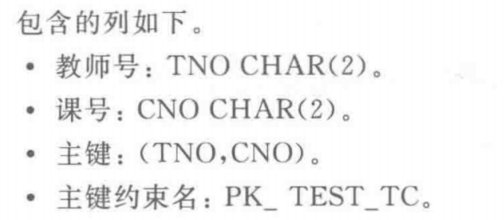 包含的列如下。
• 教师号：TNO CHAR(2)。
• 课号：CNO CHAR(2)。
• 主键：(TNO,CNO)。
• 主键约束名：PK_ TEST_TC。